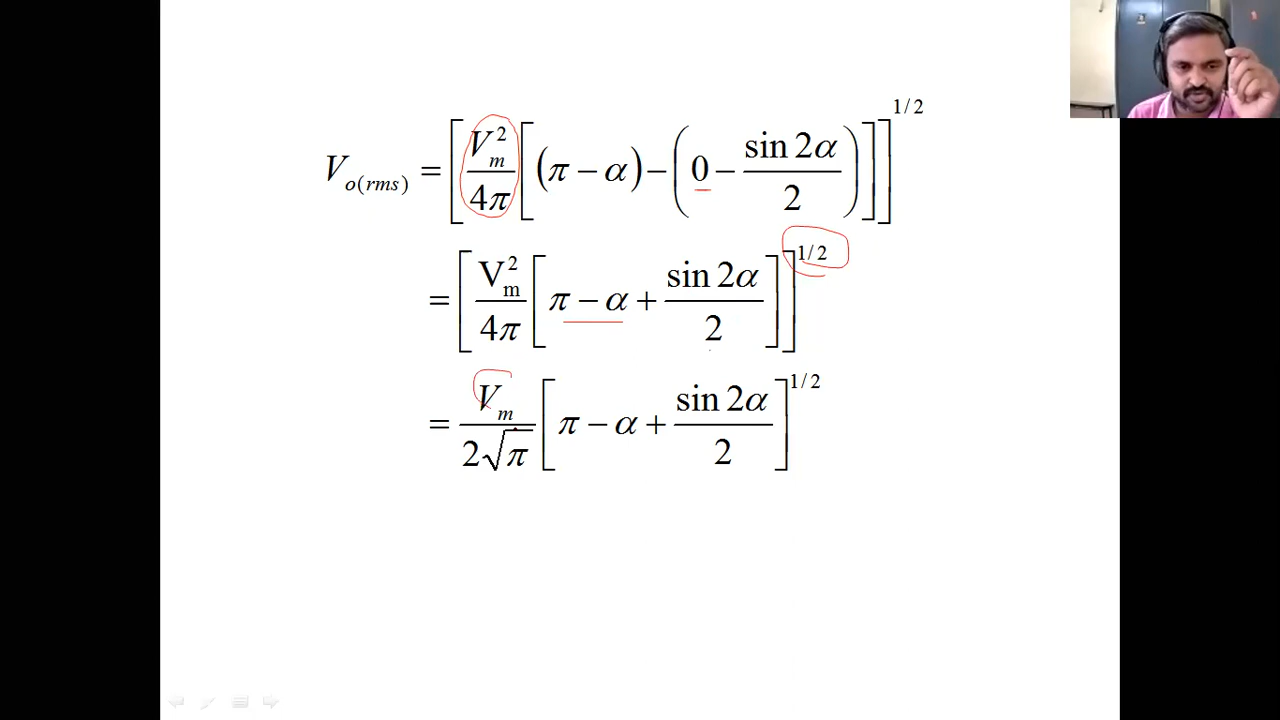 V_{o(rms)} = [ V_m^2 / 4π [ (π − α) − ( 0 − sin 2α / 2 ) ] ]^{1/2}
= [ V_m^2 / 4π [ π − α + sin 2α / 2 ] ]^{1/2}
= V_m / 2√π [ π − α + sin 2α / 2 ]^{1/2}